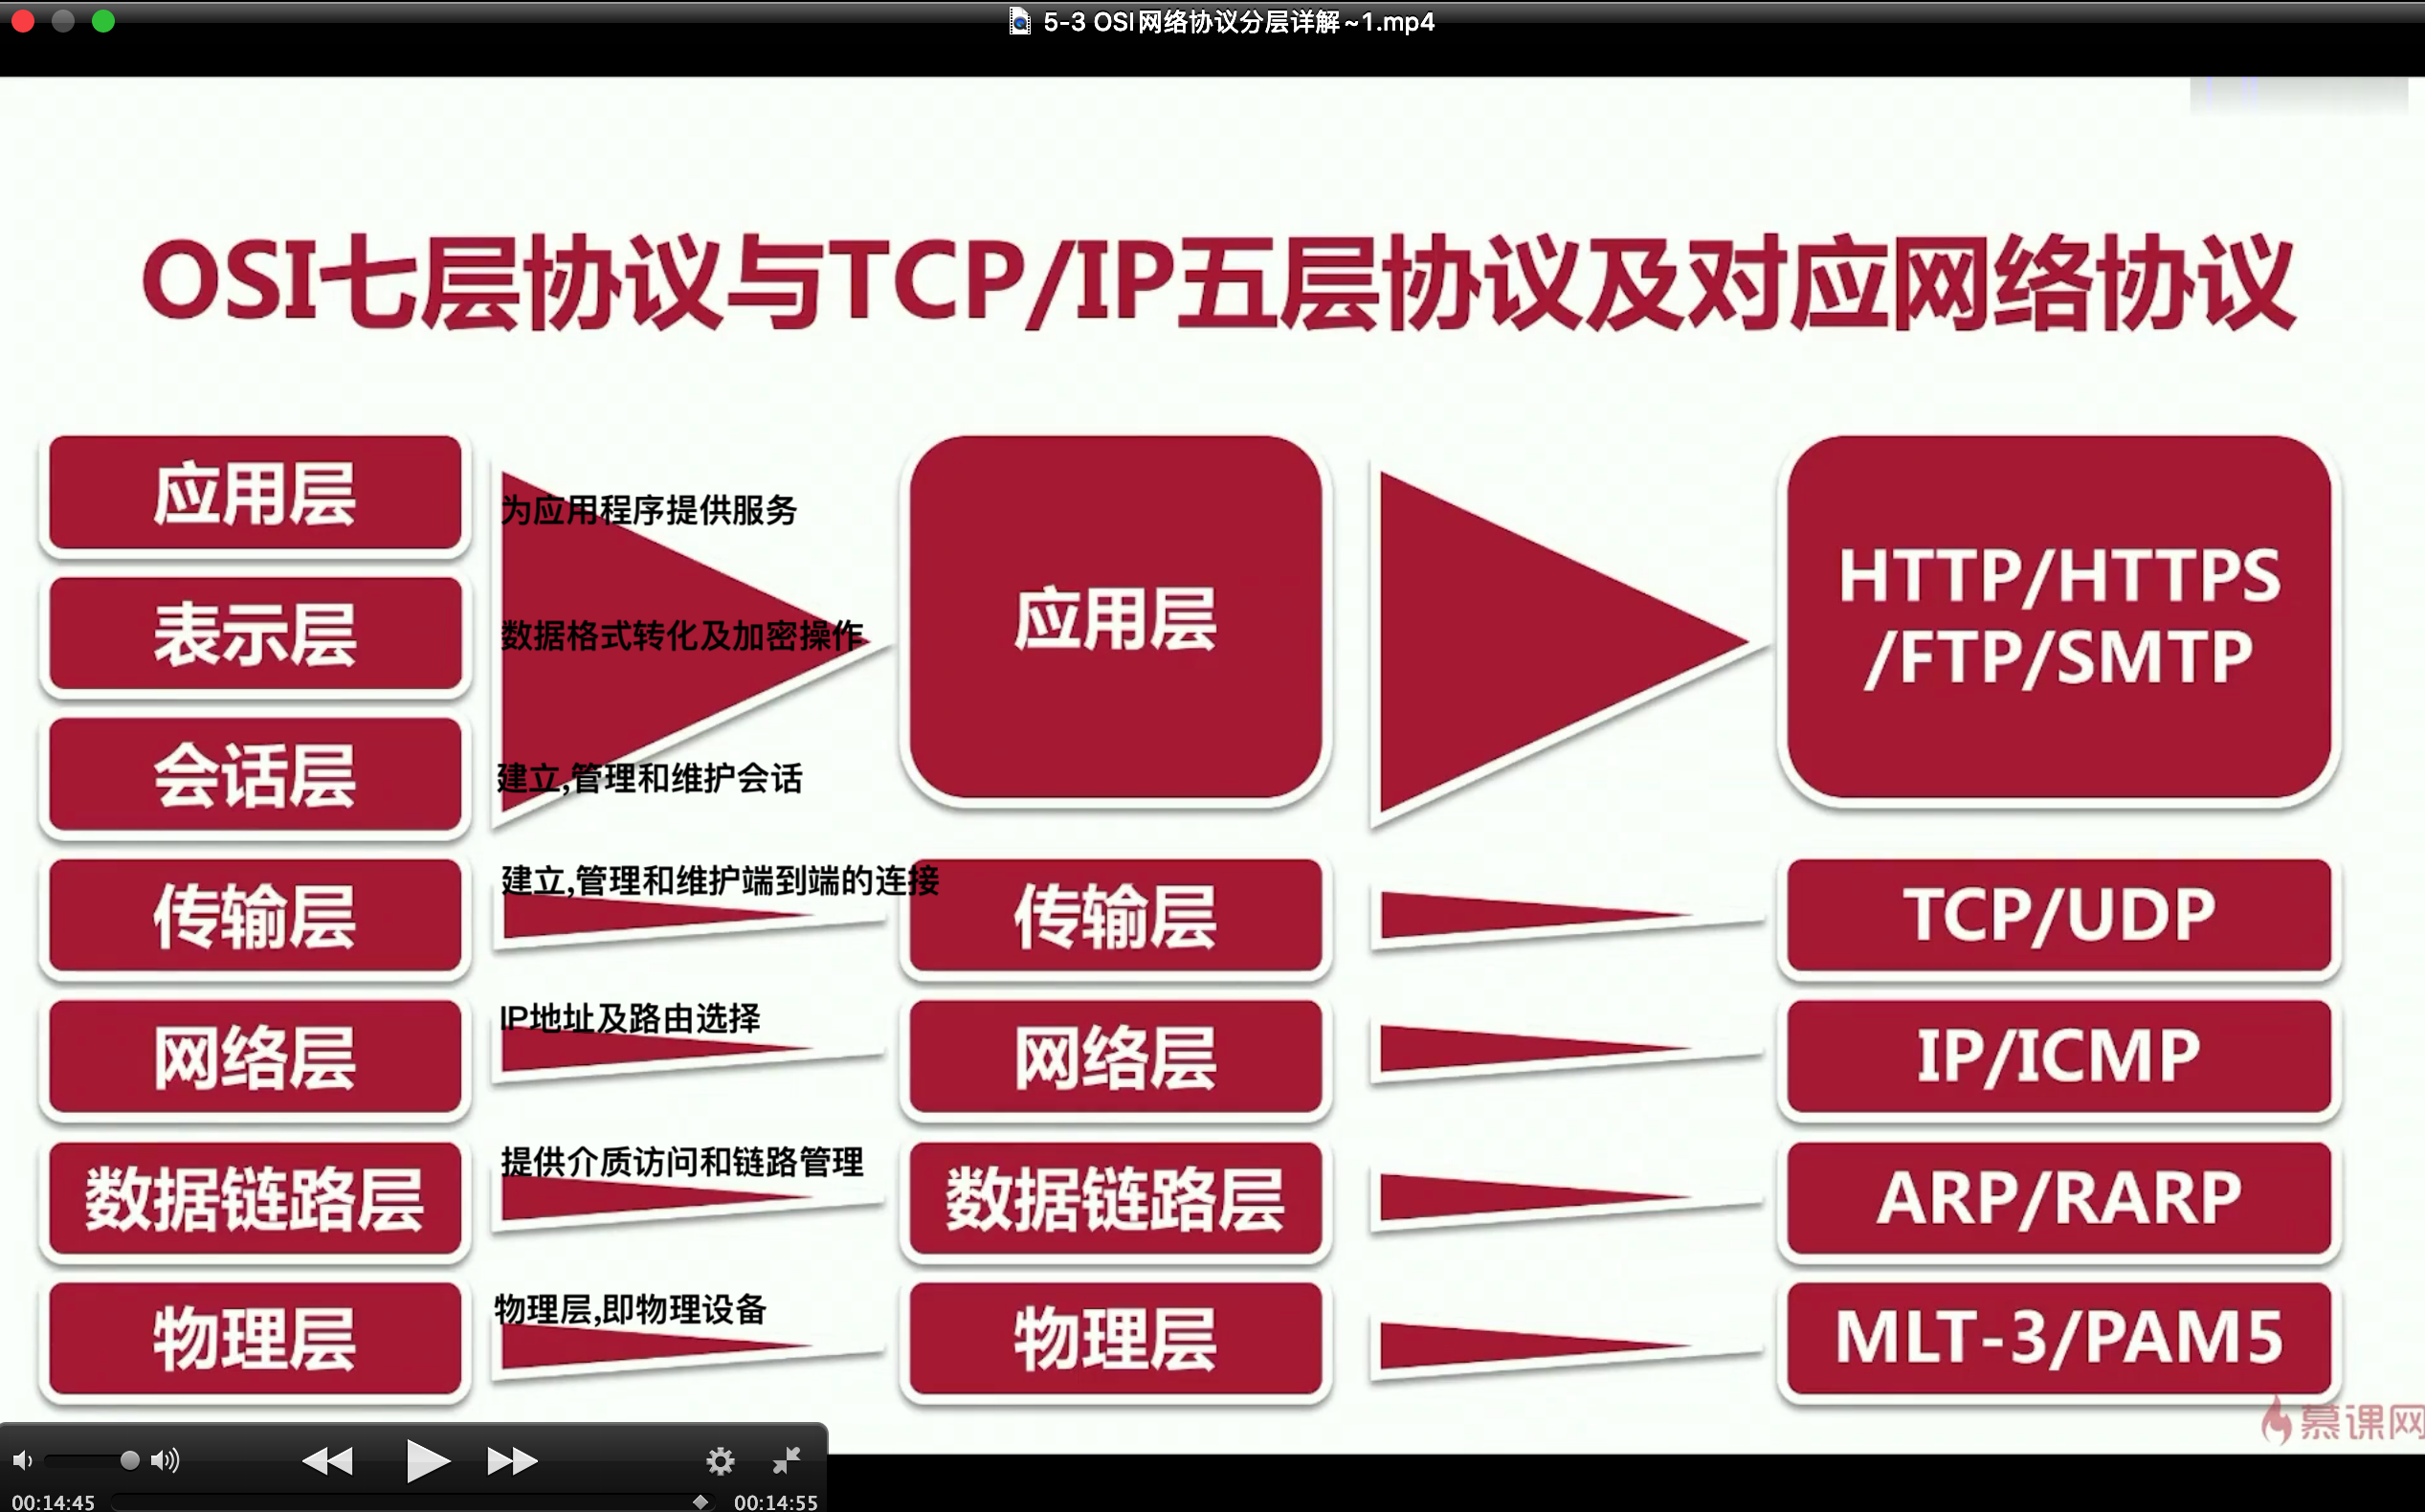 5-3 OSI网络协议分层详解~1.mp4
OSI七层协议与TCP/IP五层协议及对应网络协议
应用层
为应用程序提供服务
表示层
数据格式转化及加密操作
会话层
建立,管理和维护会话
应用层
HTTP/HTTPS
/FTP/SMTP
传输层
建立,管理和维护端到端的连接
传输层
TCP/UDP
网络层
IP地址及路由选择
网络层
IP/ICMP
数据链路层
提供介质访问和链路管理
数据链路层
ARP/RARP
物理层
物理层,即物理设备
物理层
MLT-3/PAM5
慕课网
00:14:45
00:14:55